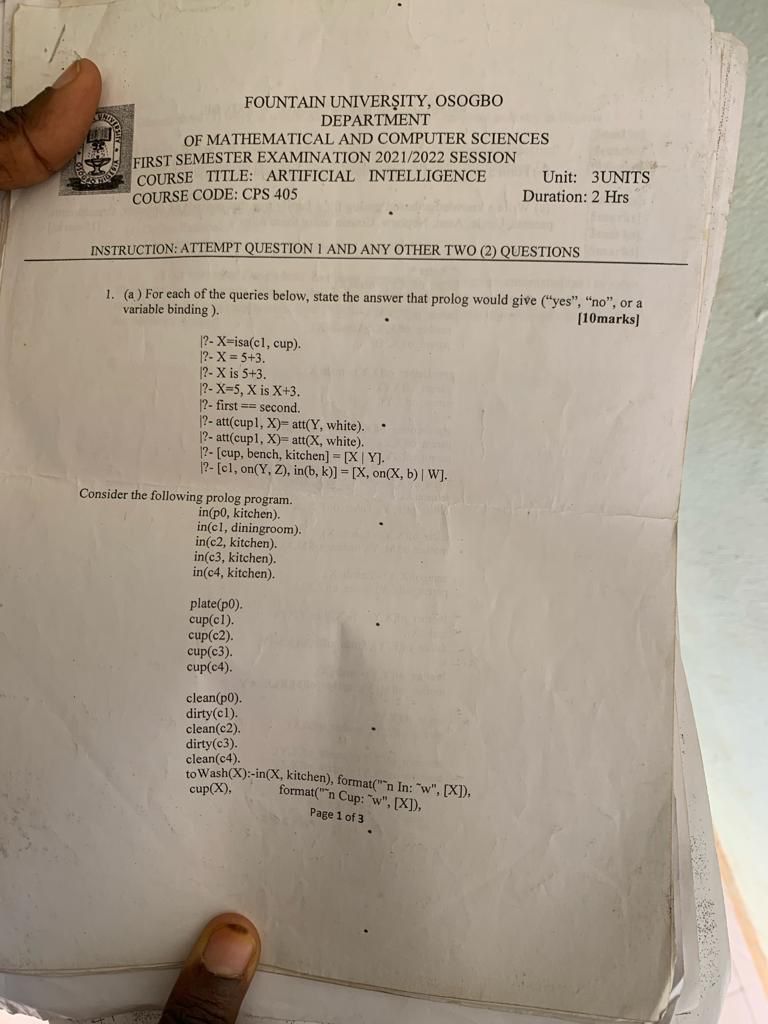 FOUNTAIN UNIVERSITY, OSOGBO
DEPARTMENT
OF MATHEMATICAL AND COMPUTER SCIENCES
FIRST SEMESTER EXAMINATION 2021/2022 SESSION
COURSE TITLE: ARTIFICIAL INTELLIGENCE Unit: 3UNITS
COURSE CODE: CPS 405 Duration: 2 Hrs
INSTRUCTION: ATTEMPT QUESTION 1 AND ANY OTHER TWO (2) QUESTIONS
1. (a ) For each of the queries below, state the answer that prolog would give ("yes", "no", or a
variable binding ). [10marks]
|?- X=isa(c1, cup).
|?- X = 5+3.
|?- X is 5+3.
|?- X=5, X is X+3.
|?- first == second.
|?- att(cup1, X)= att(Y, white).
|?- att(cup1, X)= att(X, white).
|?- [cup, bench, kitchen] = [X | Y].
|?- [c1, on(Y, Z), in(b, k)] = [X, on(X, b) | W].
Consider the following prolog program.
in(p0, kitchen).
in(c1, diningroom).
in(c2, kitchen).
in(c3, kitchen).
in(c4, kitchen).
plate(p0).
cup(c1).
cup(c2).
cup(c3).
cup(c4).
clean(p0).
dirty(c1).
clean(c2).
dirty(c3).
clean(c4).
toWash(X):-in(X, kitchen), format("~n In: ~w", [X]),
cup(X), format("~n Cup: ~w", [X]),
Page 1 of 3